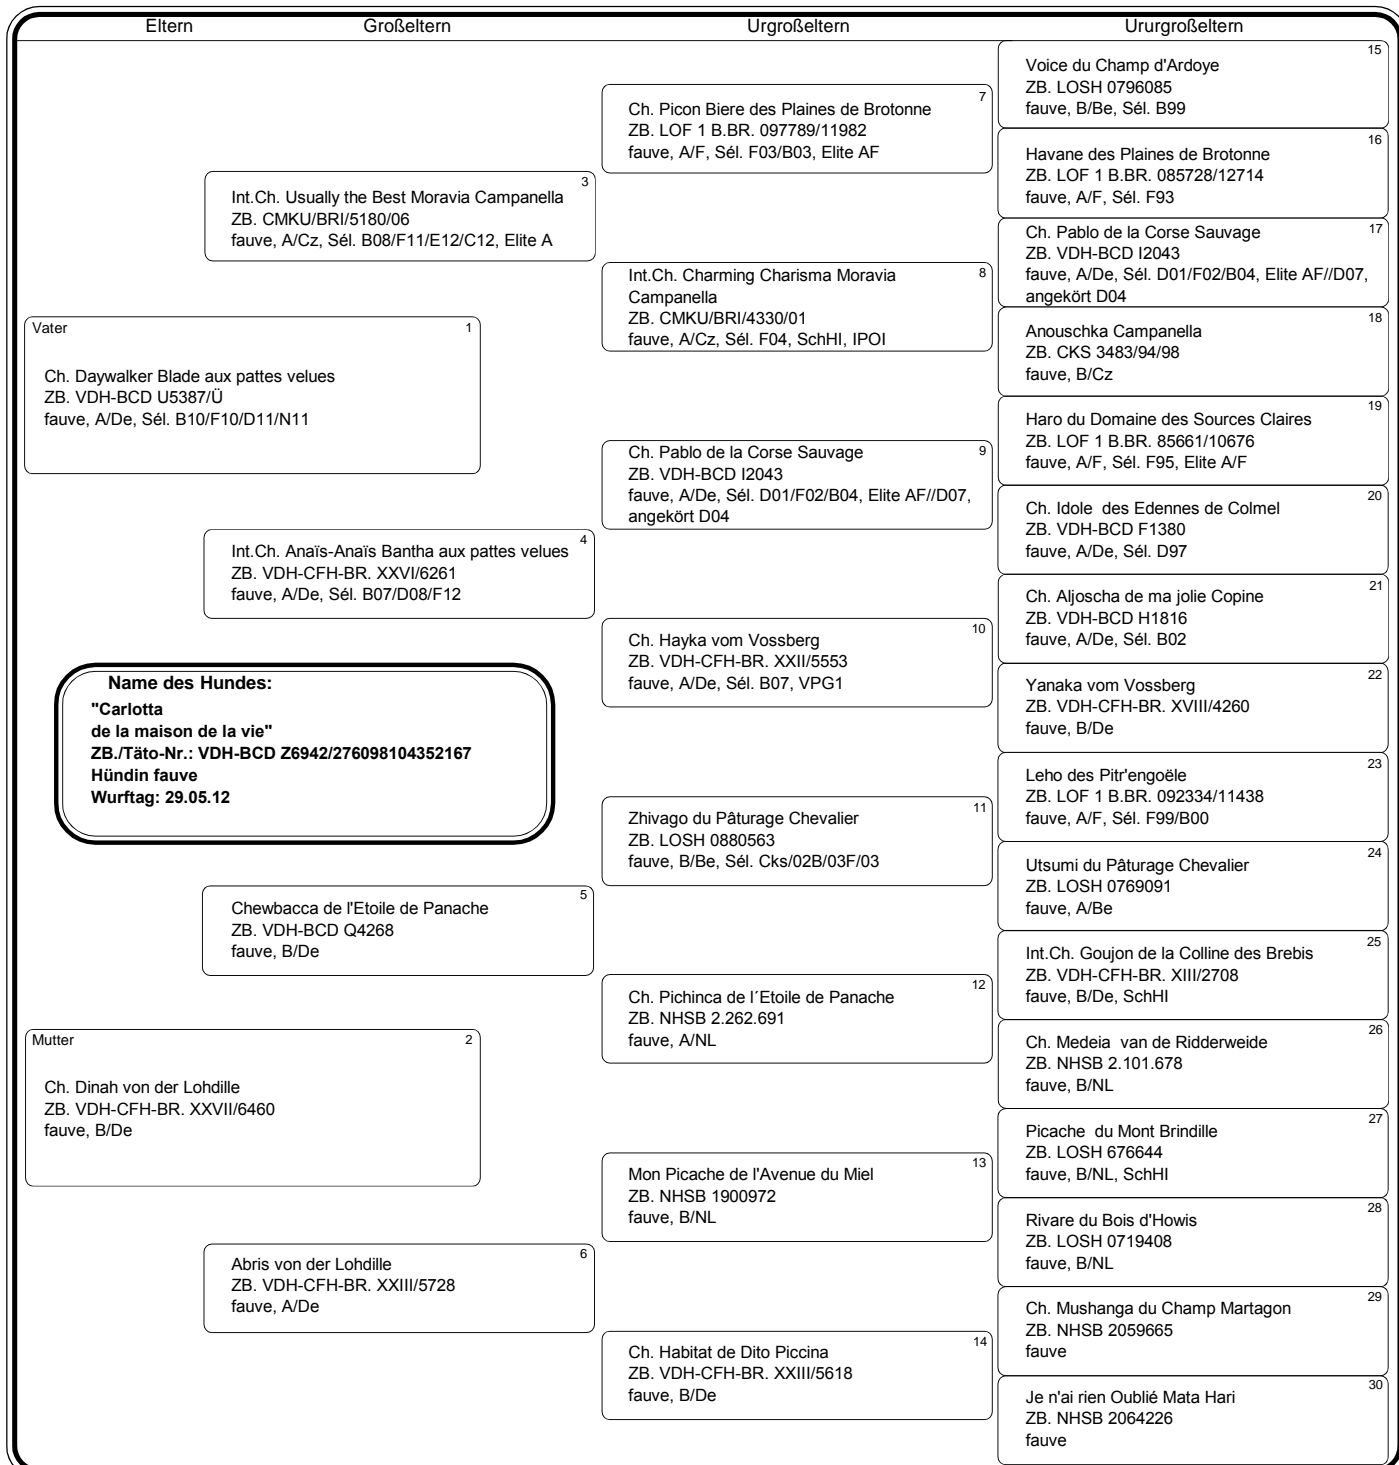 Eltern Großeltern Urgroßeltern Ururgroßeltern
Vater 1
Ch. Daywalker Blade aux pattes velues
ZB. VDH-BCD U5387/Ü
fauve, A/De, Sél. B10/F10/D11/N11
Name des Hundes:
"Carlotta
de la maison de la vie"
ZB./Täto-Nr.: VDH-BCD Z6942/276098104352167
Hündin fauve
Wurftag: 29.05.12
Mutter 2
Ch. Dinah von der Lohdille
ZB. VDH-CFH-BR. XXVII/6460
fauve, B/De
3
Int.Ch. Usually the Best Moravia Campanella
ZB. CMKU/BRI/5180/06
fauve, A/Cz, Sél. B08/F11/E12/C12, Elite A
4
Int.Ch. Anaïs-Anaïs Bantha aux pattes velues
ZB. VDH-CFH-BR. XXVI/6261
fauve, A/De, Sél. B07/D08/F12
5
Chewbacca de l'Etoile de Panache
ZB. VDH-BCD Q4268
fauve, B/De
6
Abris von der Lohdille
ZB. VDH-CFH-BR. XXIII/5728
fauve, A/De
7
Ch. Picon Biere des Plaines de Brotonne
ZB. LOF 1 B.BR. 097789/11982
fauve, A/F, Sél. F03/B03, Elite AF
8
Int.Ch. Charming Charisma Moravia
Campanella
ZB. CMKU/BRI/4330/01
fauve, A/Cz, Sél. F04, SchHI, IPOI
9
Ch. Pablo de la Corse Sauvage
ZB. VDH-BCD I2043
fauve, A/De, Sél. D01/F02/B04, Elite AF//D07,
angekört D04
10
Ch. Hayka vom Vossberg
ZB. VDH-CFH-BR. XXII/5553
fauve, A/De, Sél. B07, VPG1
11
Zhivago du Pâturage Chevalier
ZB. LOSH 0880563
fauve, B/Be, Sél. Cks/02B/03F/03
12
Ch. Pichinca de l´Etoile de Panache
ZB. NHSB 2.262.691
fauve, A/NL
13
Mon Picache de l'Avenue du Miel
ZB. NHSB 1900972
fauve, B/NL
14
Ch. Habitat de Dito Piccina
ZB. VDH-CFH-BR. XXIII/5618
fauve, B/De
15
Voice du Champ d'Ardoye
ZB. LOSH 0796085
fauve, B/Be, Sél. B99
16
Havane des Plaines de Brotonne
ZB. LOF 1 B.BR. 085728/12714
fauve, A/F, Sél. F93
17
Ch. Pablo de la Corse Sauvage
ZB. VDH-BCD I2043
fauve, A/De, Sél. D01/F02/B04, Elite AF//D07,
angekört D04
18
Anouschka Campanella
ZB. CKS 3483/94/98
fauve, B/Cz
19
Haro du Domaine des Sources Claires
ZB. LOF 1 B.BR. 85661/10676
fauve, A/F, Sél. F95, Elite A/F
20
Ch. Idole des Edennes de Colmel
ZB. VDH-BCD F1380
fauve, A/De, Sél. D97
21
Ch. Aljoscha de ma jolie Copine
ZB. VDH-BCD H1816
fauve, A/De, Sél. B02
22
Yanaka vom Vossberg
ZB. VDH-CFH-BR. XVIII/4260
fauve, B/De
23
Leho des Pitr'engoële
ZB. LOF 1 B.BR. 092334/11438
fauve, A/F, Sél. F99/B00
24
Utsumi du Pâturage Chevalier
ZB. LOSH 0769091
fauve, A/Be
25
Int.Ch. Goujon de la Colline des Brebis
ZB. VDH-CFH-BR. XIII/2708
fauve, B/De, SchHI
26
Ch. Medeia van de Ridderweide
ZB. NHSB 2.101.678
fauve, B/NL
27
Picache du Mont Brindille
ZB. LOSH 676644
fauve, B/NL, SchHI
28
Rivare du Bois d'Howis
ZB. LOSH 0719408
fauve, B/NL
29
Ch. Mushanga du Champ Martagon
ZB. NHSB 2059665
fauve
30
Je n'ai rien Oublié Mata Hari
ZB. NHSB 2064226
fauve